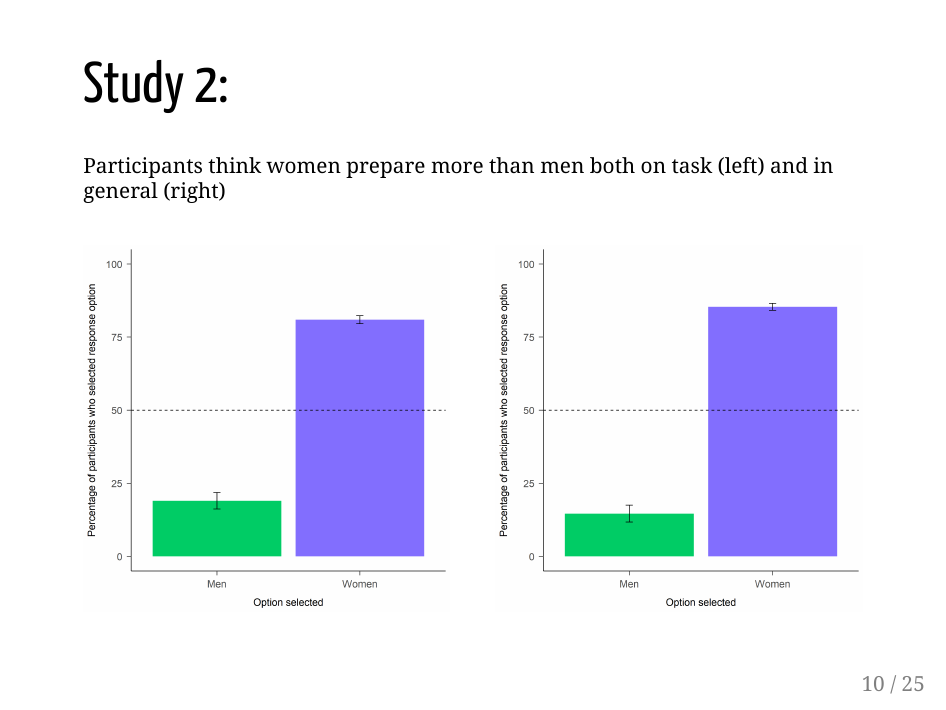 Study 2:
Participants think women prepare more than men both on task (left) and in
general (right)
Percentage of participants who selected response option
100
75
50
25
0
Men
Women
Option selected
Percentage of participants who selected response option
100
75
50
25
0
Men
Women
Option selected
10 / 25